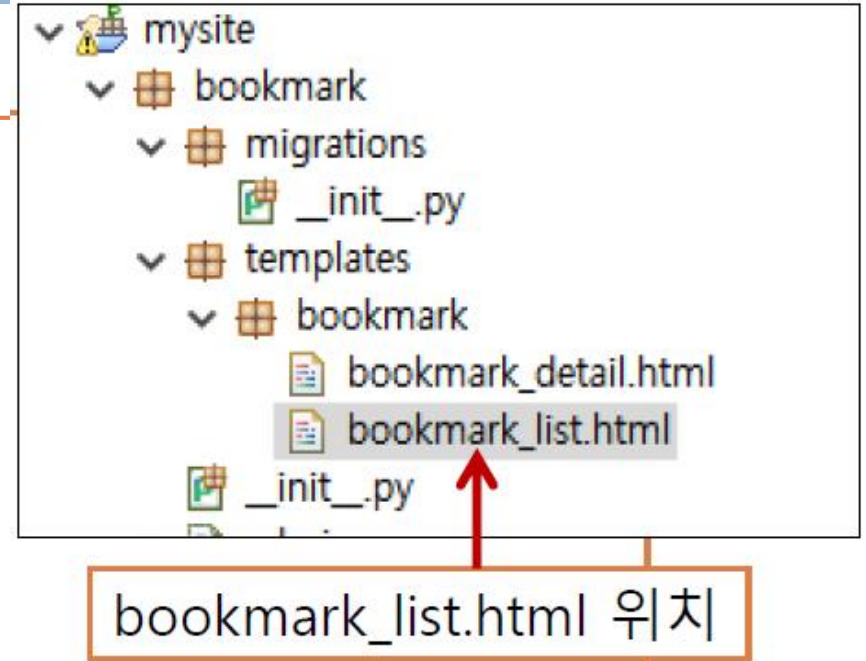 mysite
bookmark
migrations
__init__.py
templates
bookmark
bookmark_detail.html
bookmark_list.html
__init__.py
bookmark_list.html 위치